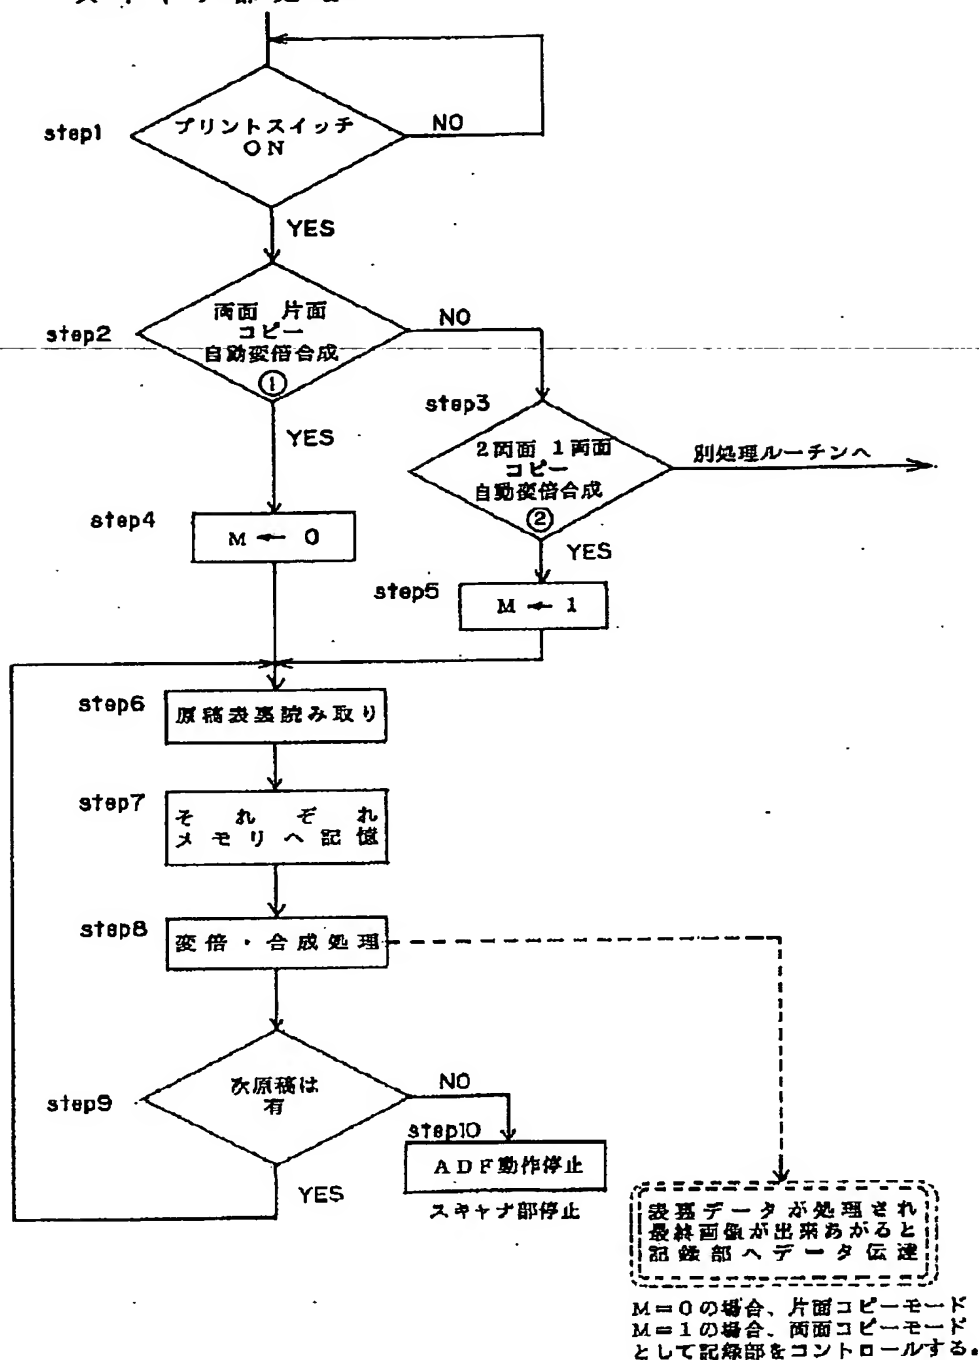 step1
プリントスイッチ
ON
NO
YES
step2
両面 片面
コピー
自動変倍合成
①
NO
YES
step3
2両面 1両面
コピー
自動変倍合成
②
別処理ルーチンへ
YES
step4
M ← 0
step5
M ← 1
step6
原稿表裏読み取り
step7
それぞれ
メモリへ記憶
step8
変倍・合成処理
step9
次原稿は
有
NO
YES
step10
ADF動作停止
スキャナ部停止
表裏データが処理され
最終画像が出来あがると
記録部へデータ伝達
M=0の場合、片面コピーモード
M=1の場合、両面コピーモード
として記録部をコントロールする。